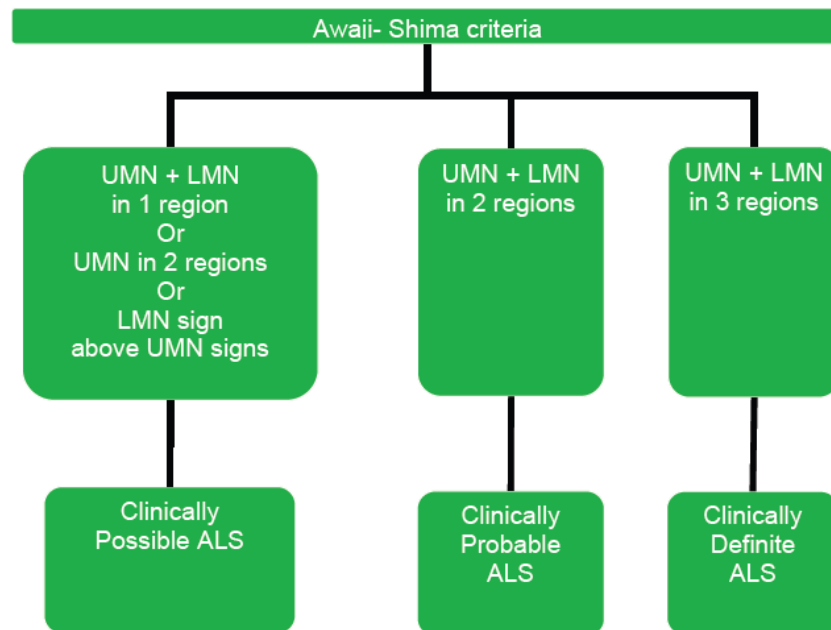 Awaji- Shima criteria
UMN + LMN
in 1 region
Or
UMN in 2 regions
Or
LMN sign
above UMN signs
UMN + LMN
in 2 regions
UMN + LMN
in 3 regions
Clinically
Possible ALS
Clinically
Probable
ALS
Clinically
Definite
ALS